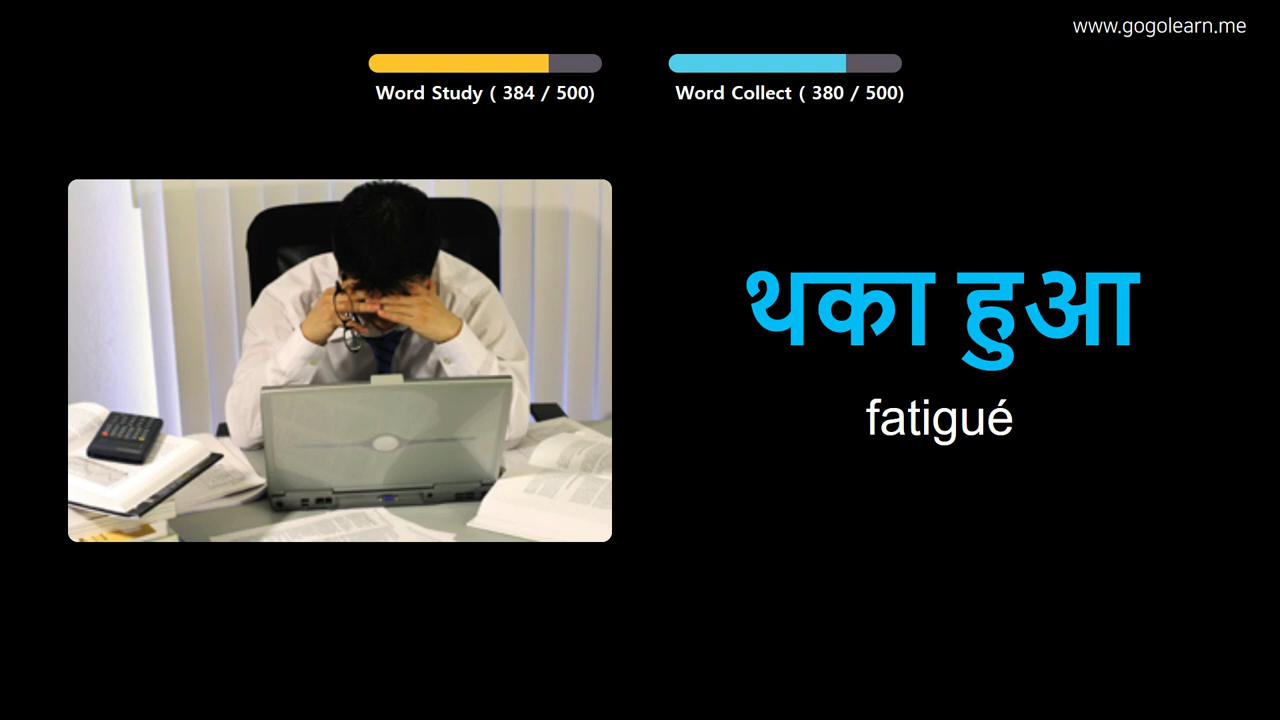 www.gogolearn.me
Word Study ( 384 / 500)
Word Collect ( 380 / 500)
थका हुआ
fatigué